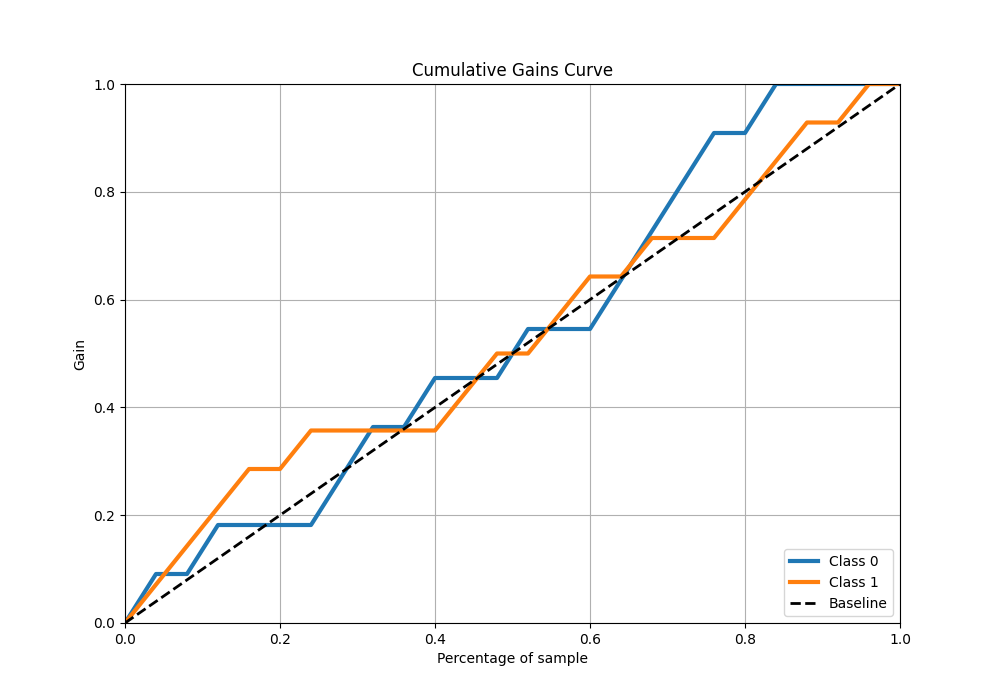 Cumulative Gains Curve
1.0
0.8
0.6
0.4
0.2
0.0
Gain
0.0 0.2 0.4 0.6 0.8 1.0
Percentage of sample
Class 0
Class 1
Baseline